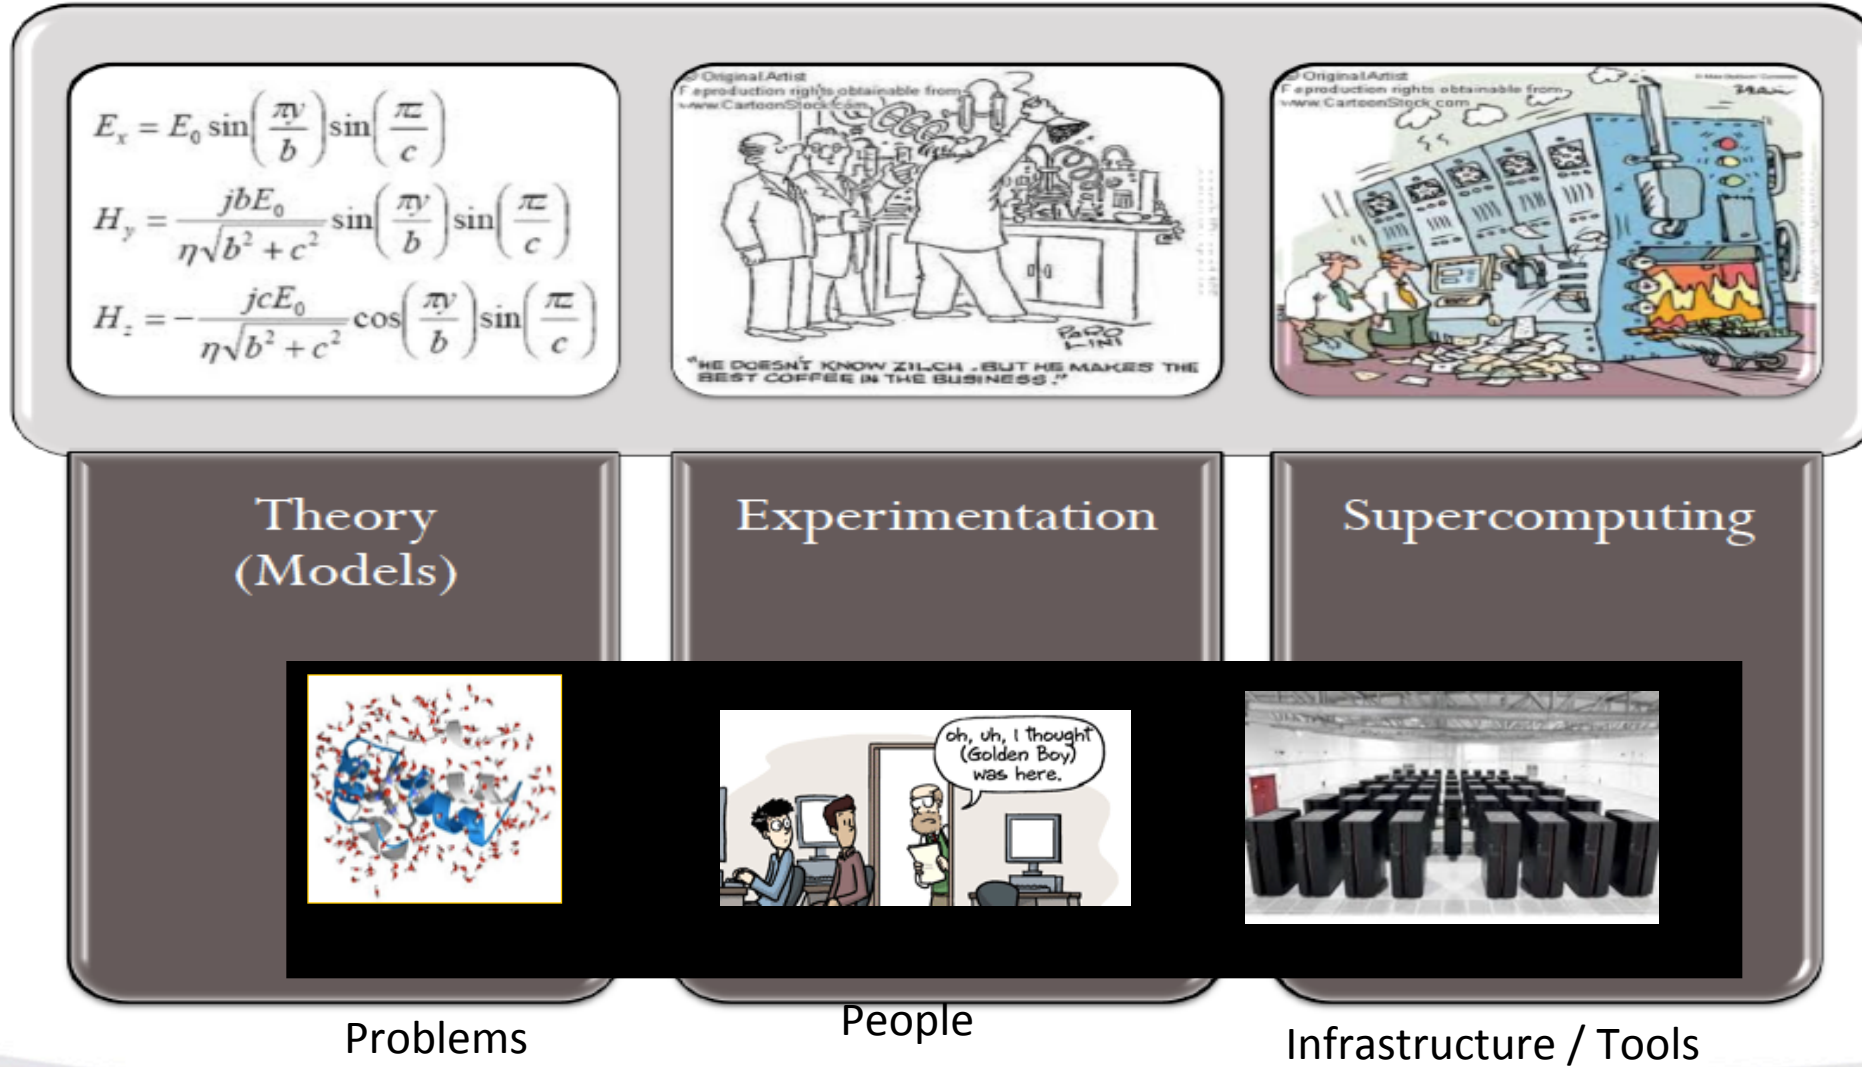 E_x = E_0 sin(πy/b) sin(πz/c)
H_y = jbE_0/(η√(b² + c²)) sin(πy/b) sin(πz/c)
H_z = -jcE_0/(η√(b² + c²)) cos(πy/b) sin(πz/c)
© Original Artist
Reproduction rights obtainable from
www.CartoonStock.com
"HE DOESN'T KNOW ZILCH, BUT HE MAKES THE
BEST COFFEE IN THE BUSINESS."
© Original Artist
Reproduction rights obtainable from
www.CartoonStock.com
Theory
(Models)
Experimentation
Supercomputing
oh, uh, I thought
(Golden Boy)
was here.
Problems
People
Infrastructure / Tools